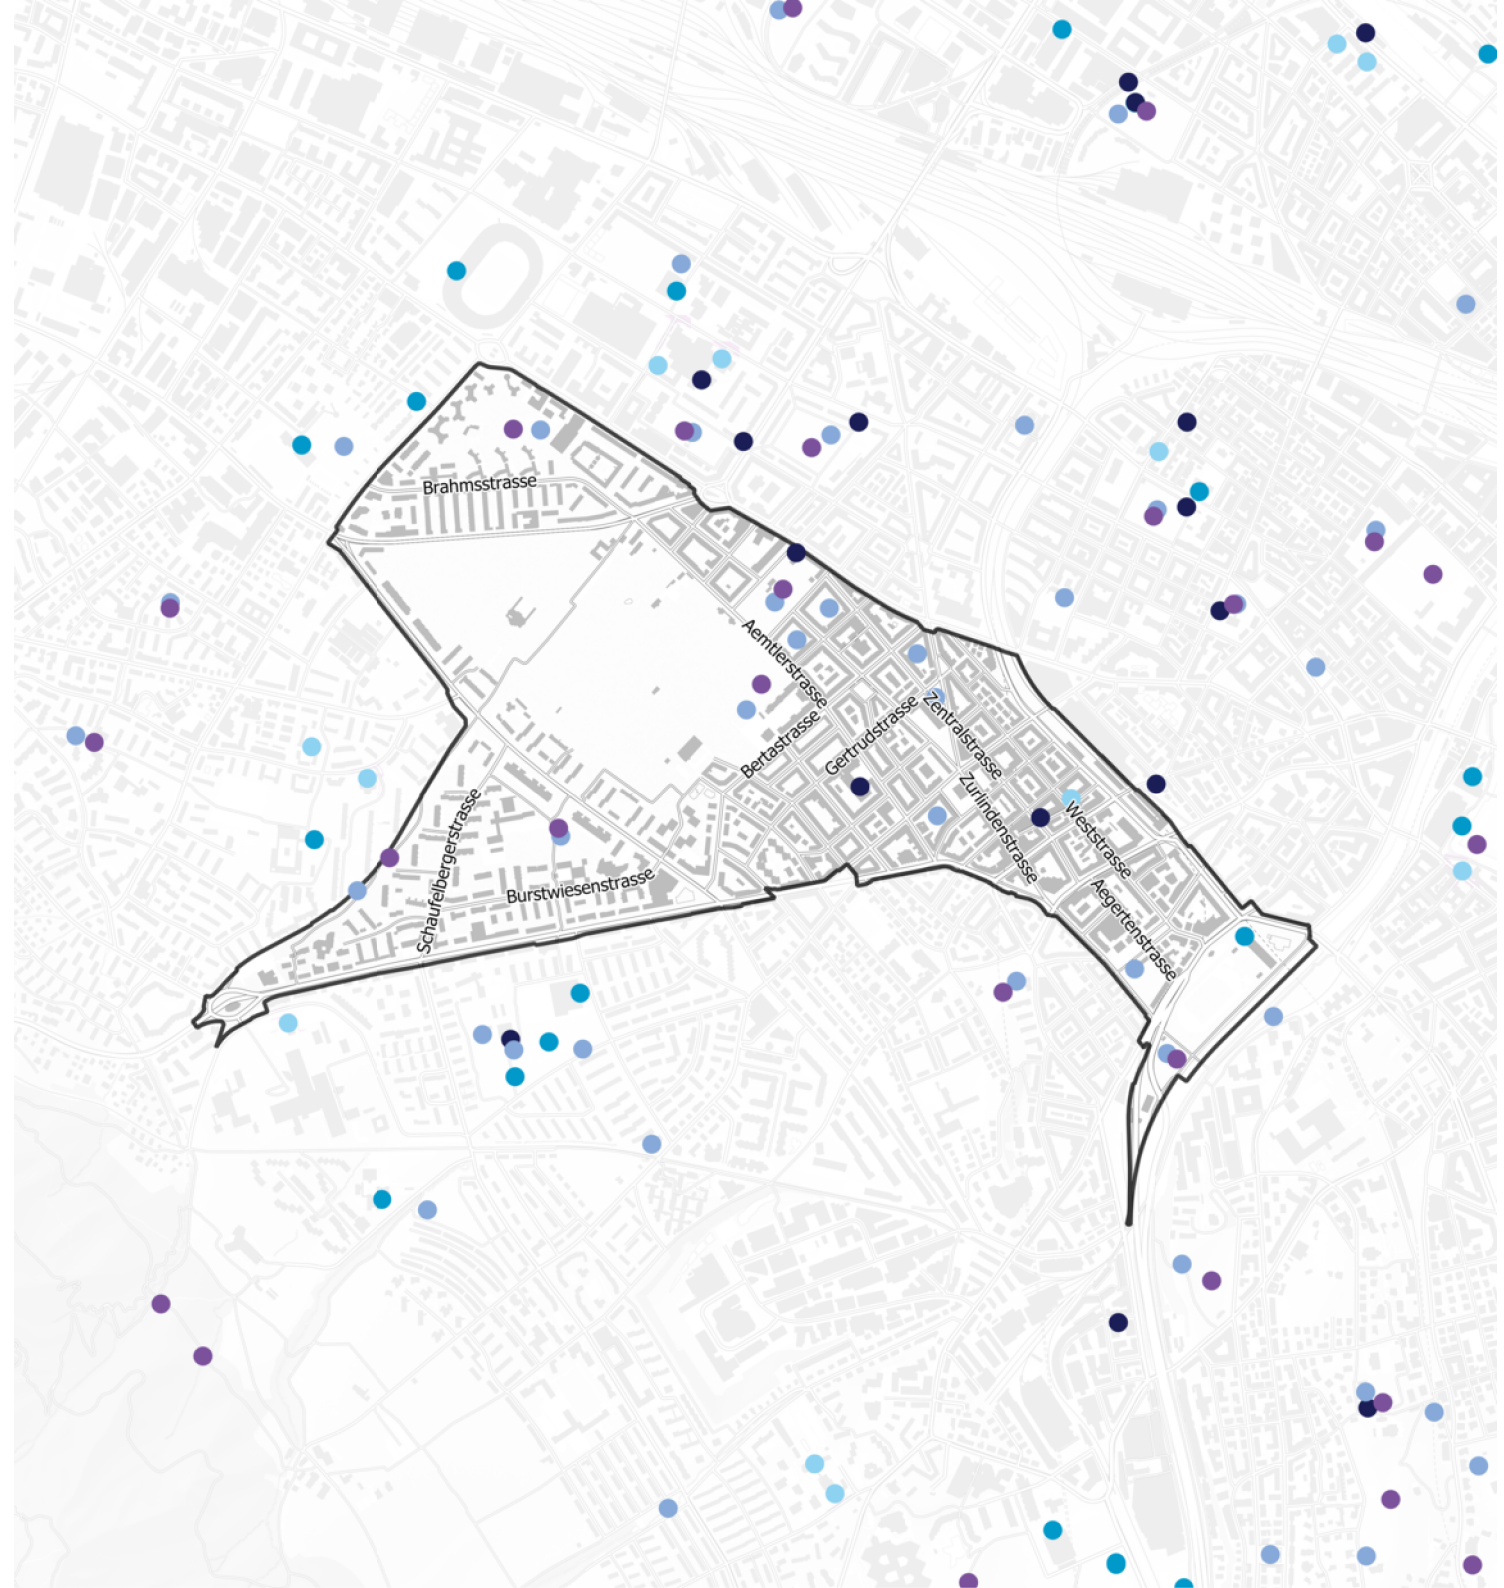 Brahmsstrasse
Aemtlerstrasse
Bertastrasse
Gertrudstrasse
Zentralstrasse
Zurlindenstrasse
Weststrasse
Schaufelbergerstrasse
Burstwiesenstrasse
Aegertenstrasse